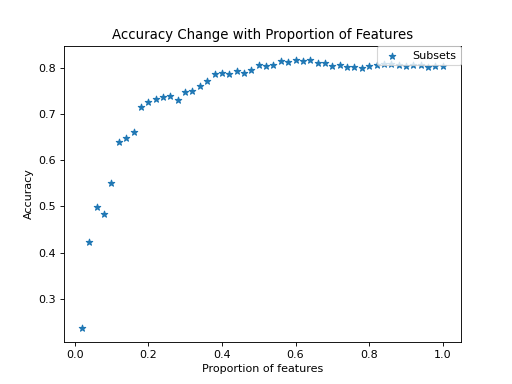 Accuracy Change with Proportion of Features
Subsets
0.8
0.7
0.6
0.5
0.4
0.3
Accuracy
0.0 0.2 0.4 0.6 0.8 1.0
Proportion of features